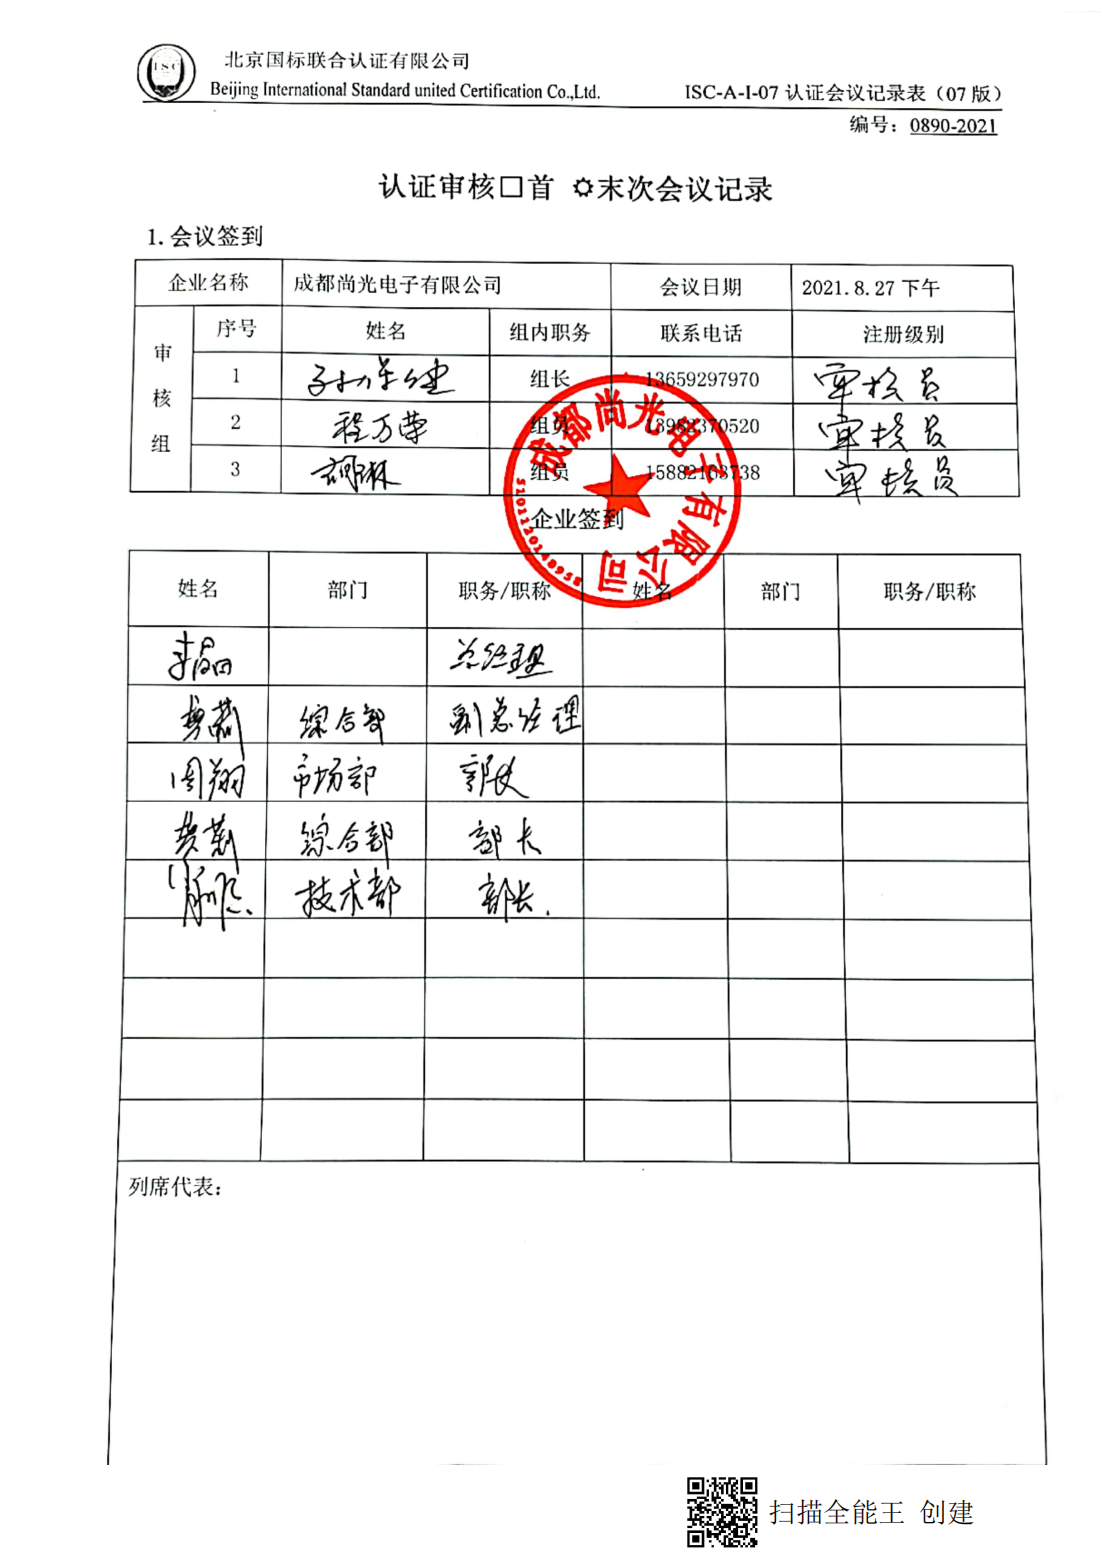 ISC
北京国标联合认证有限公司
Beijing International Standard united Certification Co.,Ltd.
ISC-A-I-07 认证会议记录表（07 版）
编号：0890-2021
认证审核□首 ✿末次会议记录
1. 会议签到
企业名称 成都尚光电子有限公司 会议日期 2021.8.27 下午
审核组 序号 姓名 组内职务 联系电话 注册级别
1 组长 13659297970 审核员
2 程万荣 组员 13982370520 审核员
3 胡琳 组员 审核员
成都尚光电子有限公司
企业签到
姓名 部门 职务/职称 姓名 部门 职务/职称
总经理
综合部 副总经理
周翔 市场部 部长
综合部 部长
技术部 部长.
列席代表：
扫描全能王 创建